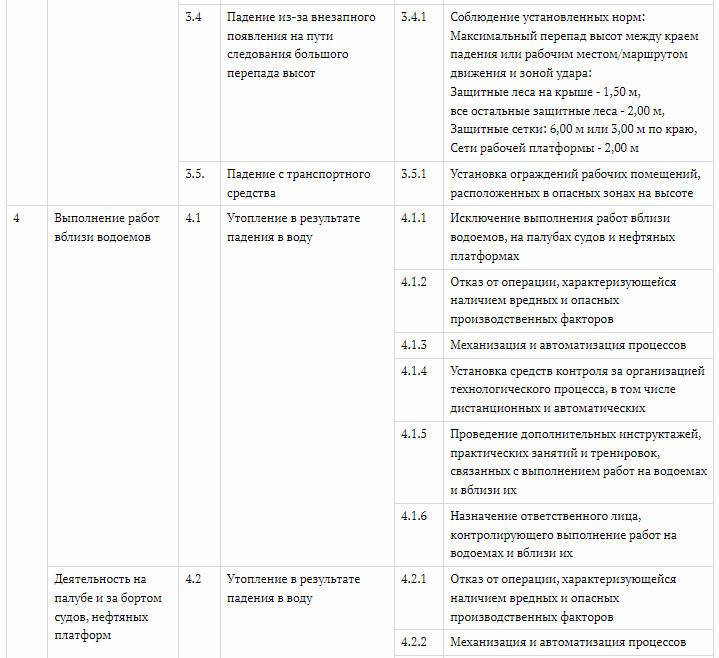 3.4
Падение из-за внезапного
появления на пути
следования большого
перепада высот
3.4.1
Соблюдение установленных норм:
Максимальный перепад высот между краем
падения или рабочим местом/маршрутом
движения и зоной удара:
Защитные леса на крыше - 1,50 м,
все остальные защитные леса - 2,00 м,
Защитные сетки: 6,00 м или 3,00 м по краю,
Сети рабочей платформы - 2,00 м
3.5.
Падение с транспортного
средства
3.5.1
Установка ограждений рабочих помещений,
расположенных в опасных зонах на высоте
4
Выполнение работ
вблизи водоемов
4.1
Утопление в результате
падения в воду
4.1.1
Исключение выполнения работ вблизи
водоемов, на палубах судов и нефтяных
платформах
4.1.2
Отказ от операции, характеризующейся
наличием вредных и опасных
производственных факторов
4.1.3
Механизация и автоматизация процессов
4.1.4
Установка средств контроля за организацией
технологического процесса, в том числе
дистанционных и автоматических
4.1.5
Проведение дополнительных инструктажей,
практических занятий и тренировок,
связанных с выполнением работ на водоемах
и вблизи их
4.1.6
Назначение ответственного лица,
контролирующего выполнение работ на
водоемах и вблизи их
Деятельность на
палубе и за бортом
судов, нефтяных
платформ
4.2
Утопление в результате
падения в воду
4.2.1
Отказ от операции, характеризующейся
наличием вредных и опасных
производственных факторов
4.2.2
Механизация и автоматизация процессов